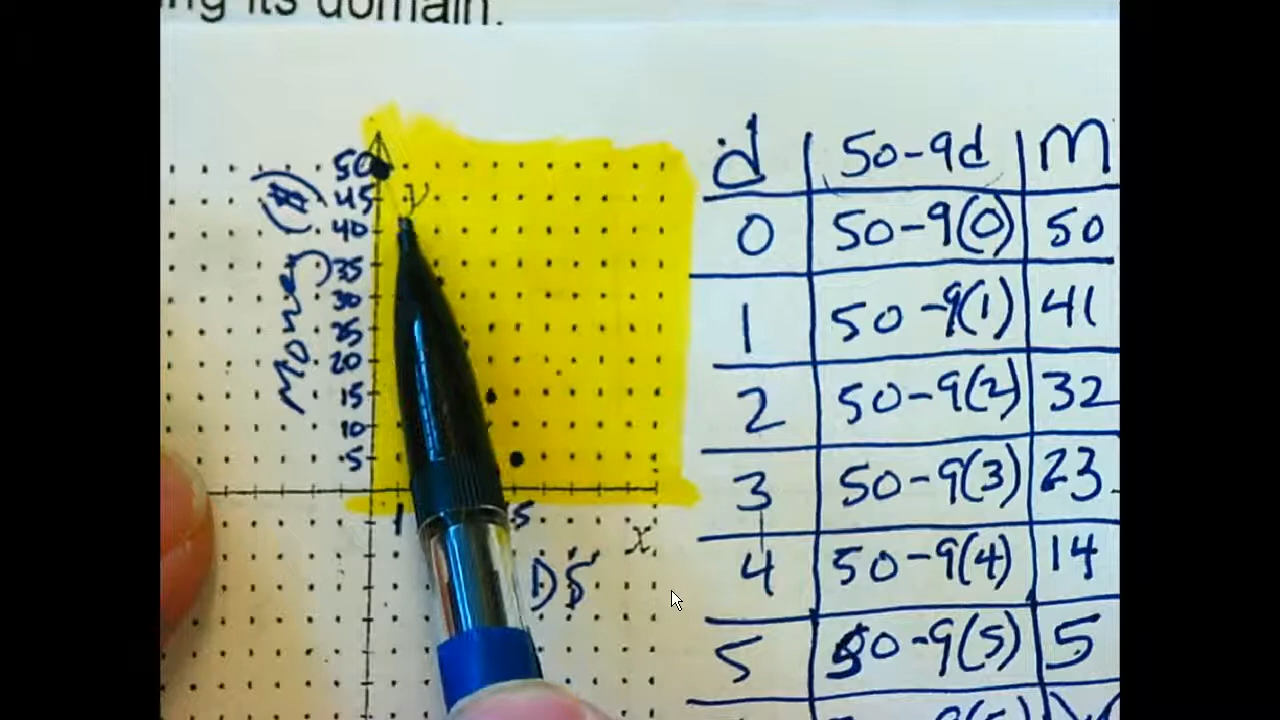 ing its domain.
50
45
40
35
30
25
20
15
10
5
Money ($)
y
1
5
x
d 50-9d m
0 50-9(0) 50
1 50-9(1) 41
2 50-9(2) 32
3 50-9(3) 23
4 50-9(4) 14
5 50-9(5) 5